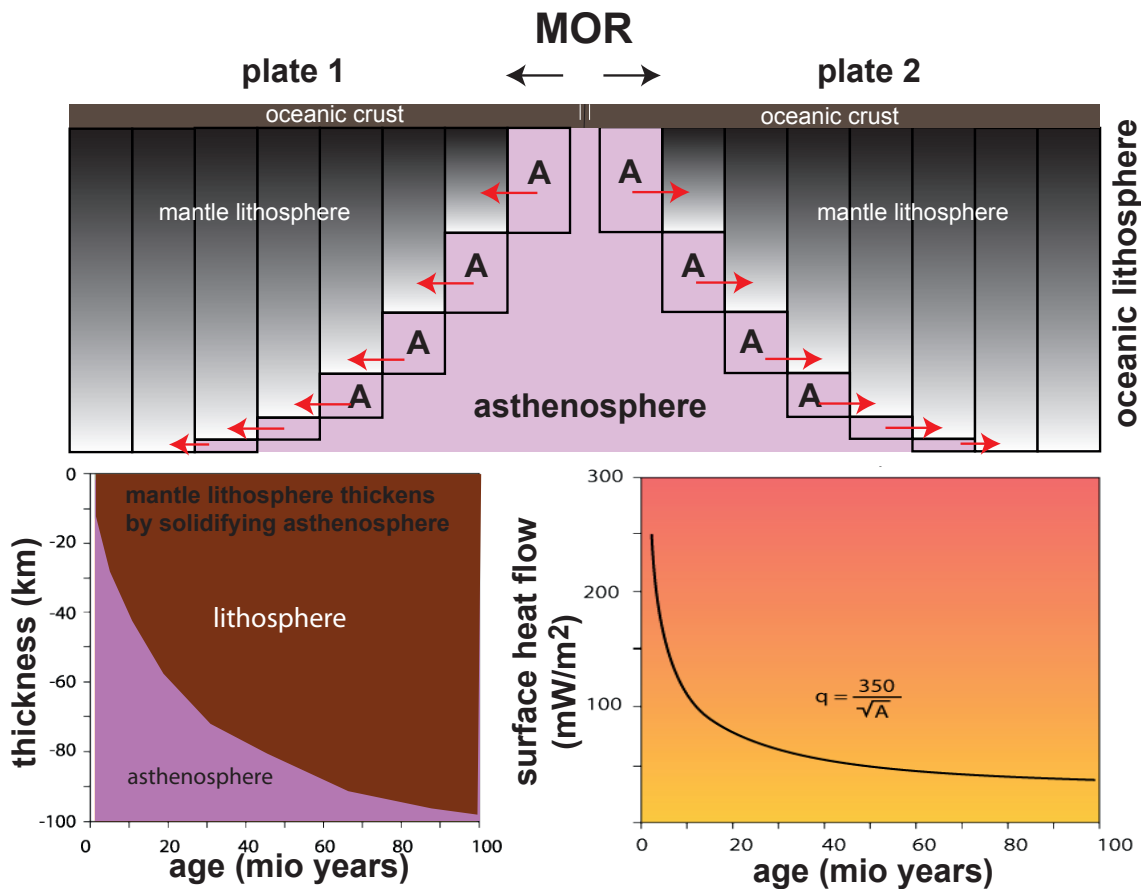 MOR
plate 1
plate 2
oceanic crust
oceanic crust
A
A
mantle lithosphere
mantle lithosphere
A
A
A
A
A
A
asthenosphere
oceanic lithosphere
0
-20
-40
-60
-80
-100
thickness (km)
mantle lithosphere thickens
by solidifying asthenosphere
lithosphere
asthenosphere
0
20
40
60
80
100
age (mio years)
300
200
100
0
surface heat flow
(mW/m²)
q = 350/√A
0
20
40
60
80
100
age (mio years)